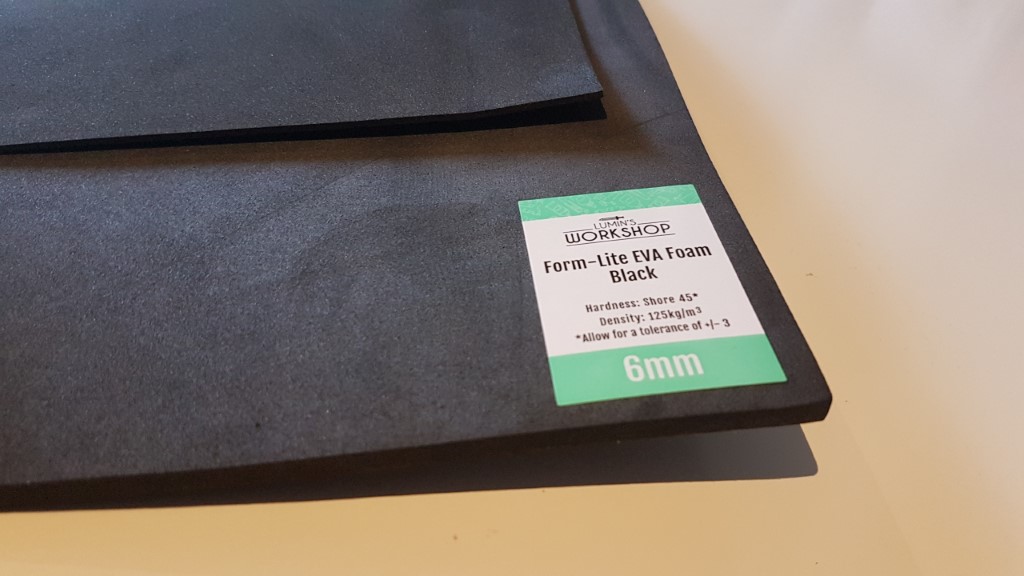 LUMIN'S
WORKSHOP
Form-Lite EVA Foam
Black
Hardness: Shore 45*
Density: 125kg/m³
*Allow for a tolerance of +/- 3
6mm